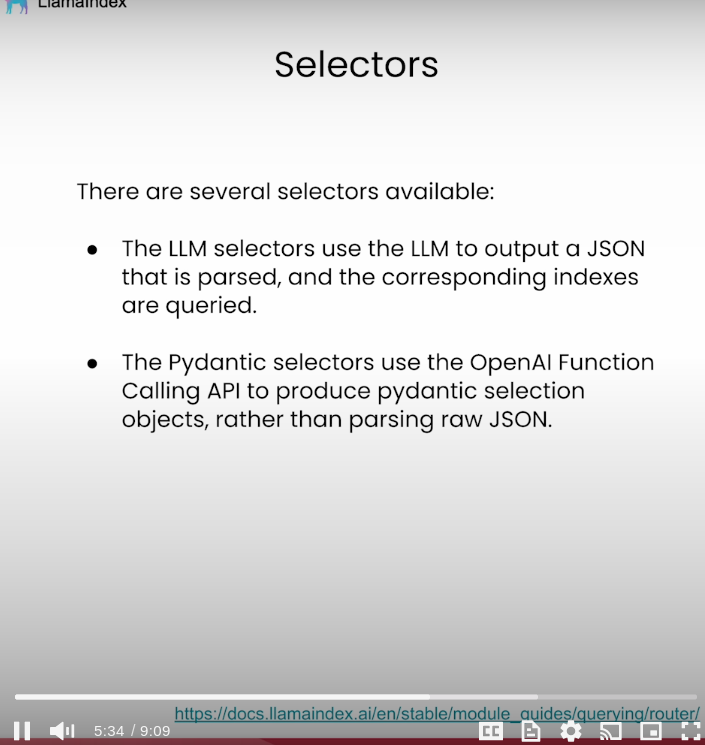 LlamaIndex
Selectors
There are several selectors available:
● The LLM selectors use the LLM to output a JSON
that is parsed, and the corresponding indexes
are queried.
● The Pydantic selectors use the OpenAI Function
Calling API to produce pydantic selection
objects, rather than parsing raw JSON.
https://docs.llamaindex.ai/en/stable/module_guides/querying/router/
5:34 / 9:09
CC